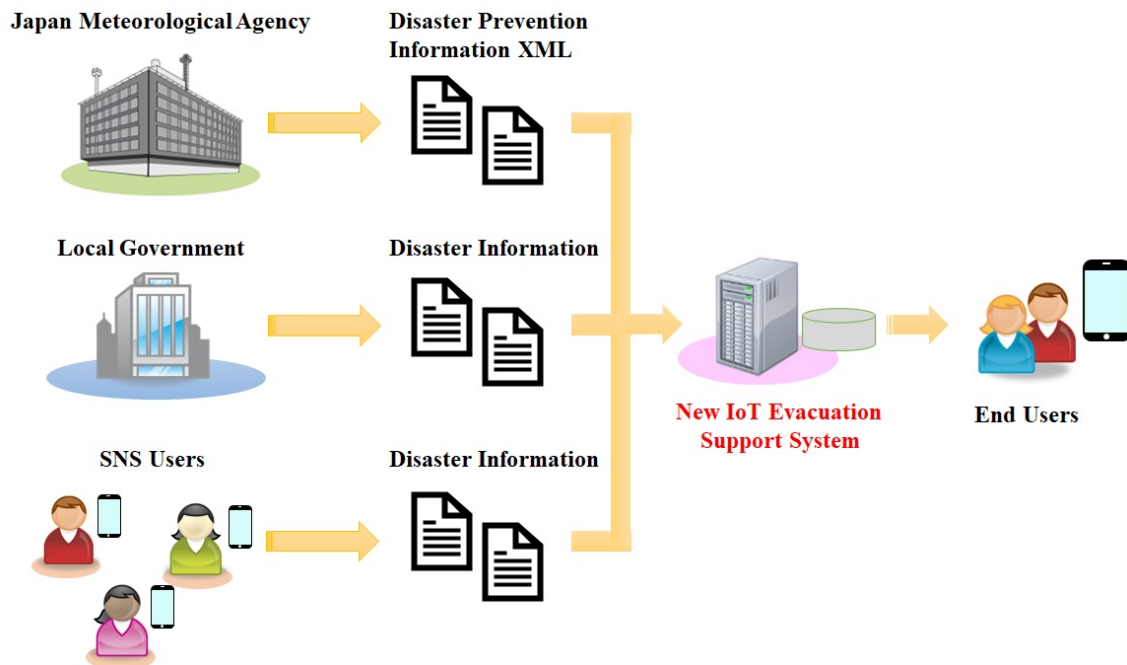 Japan Meteorological Agency
Disaster Prevention
Information XML
Local Government
Disaster Information
New IoT Evacuation
Support System
End Users
SNS Users
Disaster Information